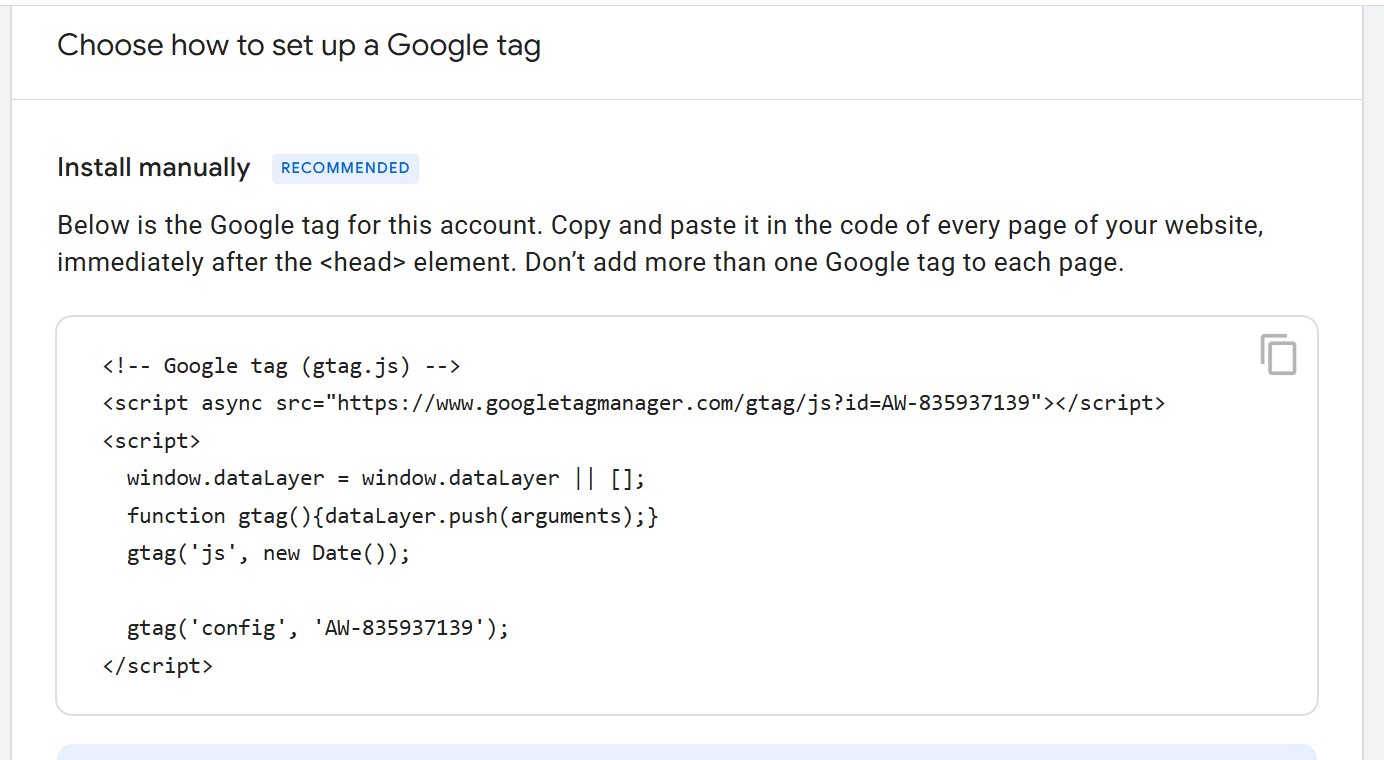 Choose how to set up a Google tag
Install manually RECOMMENDED
Below is the Google tag for this account. Copy and paste it in the code of every page of your website,
immediately after the <head> element. Don’t add more than one Google tag to each page.
<!-- Google tag (gtag.js) -->
<script async src="https://www.googletagmanager.com/gtag/js?id=AW-835937139"></script>
<script>
  window.dataLayer = window.dataLayer || [];
  function gtag(){dataLayer.push(arguments);}
  gtag('js', new Date());
  gtag('config', 'AW-835937139');
</script>